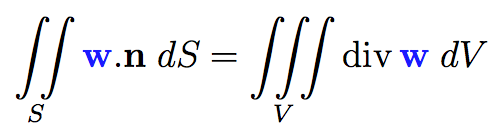 ∬_S w.n dS = ∭_V div w dV